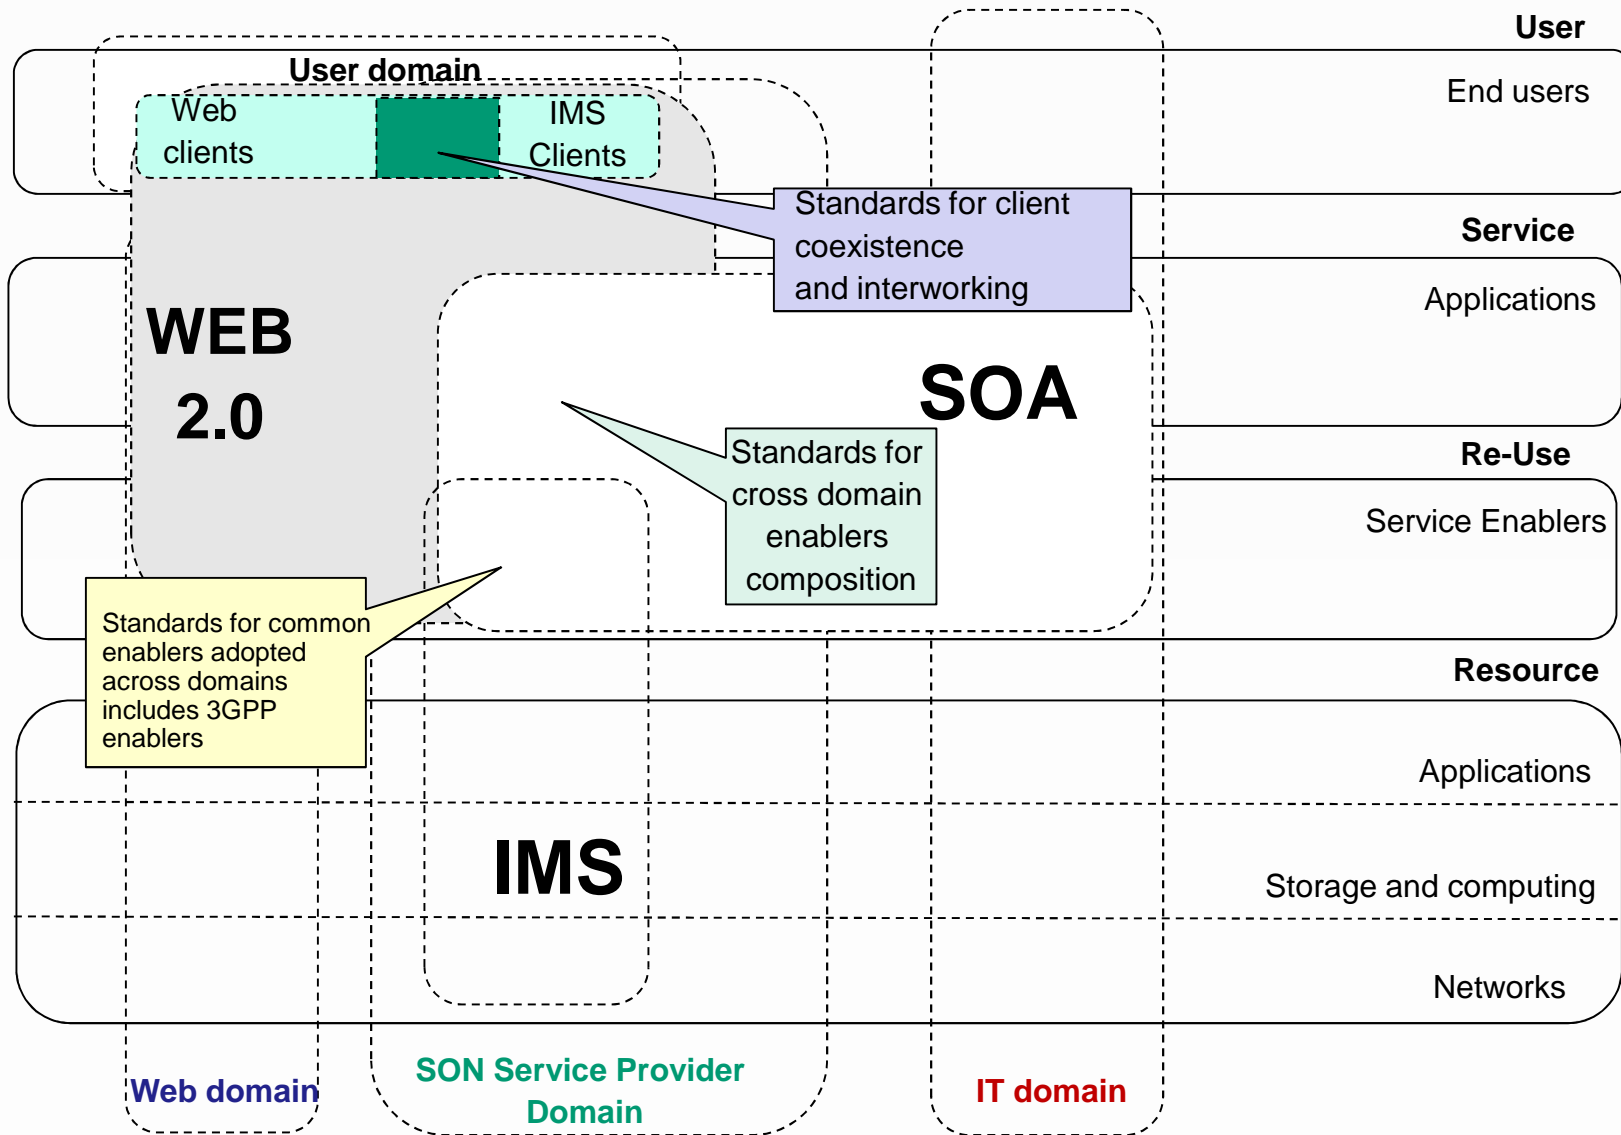 User
User domain
End users
Web
clients
IMS
Clients
Standards for client
coexistence
and interworking
Service
Applications
WEB
2.0
SOA
Standards for
cross domain
enablers
composition
Re-Use
Service Enablers
Standards for common
enablers adopted
across domains
includes 3GPP
enablers
Resource
Applications
IMS
Storage and computing
Networks
Web domain
SON Service Provider
Domain
IT domain